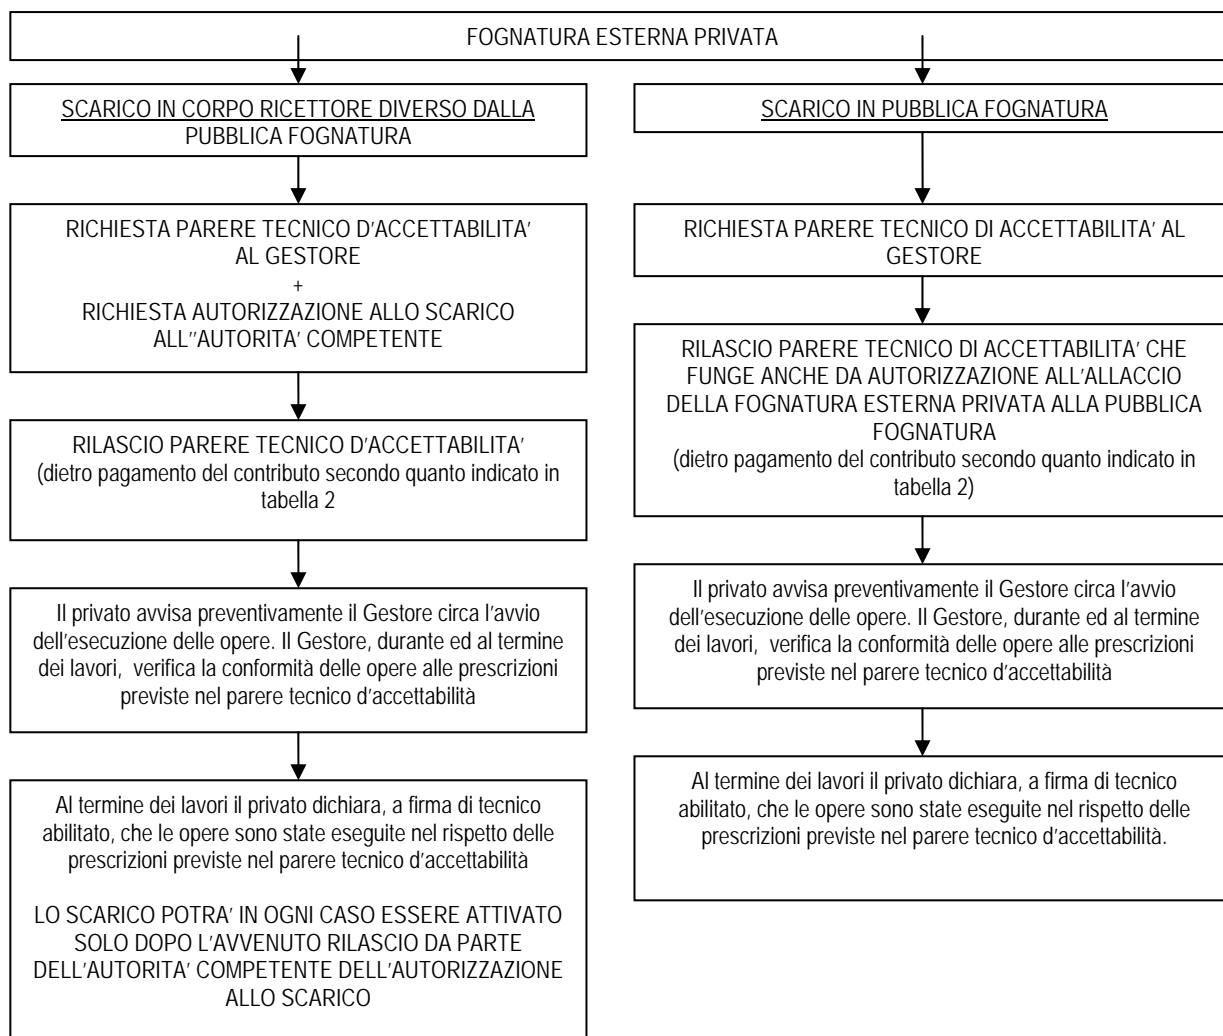 FOGNATURA ESTERNA PRIVATA
SCARICO IN CORPO RICETTORE DIVERSO DALLA
PUBBLICA FOGNATURA
RICHIESTA PARERE TECNICO D'ACCETTABILITA'
AL GESTORE
+
RICHIESTA AUTORIZZAZIONE ALLO SCARICO
ALL''AUTORITA' COMPETENTE
RILASCIO PARERE TECNICO D'ACCETTABILITA'
(dietro pagamento del contributo secondo quanto indicato in
tabella 2
Il privato avvisa preventivamente il Gestore circa l'avvio
dell'esecuzione delle opere. Il Gestore, durante ed al termine
dei lavori, verifica la conformità delle opere alle prescrizioni
previste nel parere tecnico d'accettabilità
Al termine dei lavori il privato dichiara, a firma di tecnico
abilitato, che le opere sono state eseguite nel rispetto delle
prescrizioni previste nel parere tecnico d'accettabilità
LO SCARICO POTRA' IN OGNI CASO ESSERE ATTIVATO
SOLO DOPO L'AVVENUTO RILASCIO DA PARTE
DELL'AUTORITA' COMPETENTE DELL'AUTORIZZAZIONE
ALLO SCARICO
SCARICO IN PUBBLICA FOGNATURA
RICHIESTA PARERE TECNICO DI ACCETTABILITA' AL
GESTORE
RILASCIO PARERE TECNICO DI ACCETTABILITA' CHE
FUNGE ANCHE DA AUTORIZZAZIONE ALL'ALLACCIO
DELLA FOGNATURA ESTERNA PRIVATA ALLA PUBBLICA
FOGNATURA
(dietro pagamento del contributo secondo quanto indicato in
tabella 2)
Il privato avvisa preventivamente il Gestore circa l'avvio
dell'esecuzione delle opere. Il Gestore, durante ed al termine
dei lavori, verifica la conformità delle opere alle prescrizioni
previste nel parere tecnico d'accettabilità
Al termine dei lavori il privato dichiara, a firma di tecnico
abilitato, che le opere sono state eseguite nel rispetto delle
prescrizioni previste nel parere tecnico d'accettabilità.